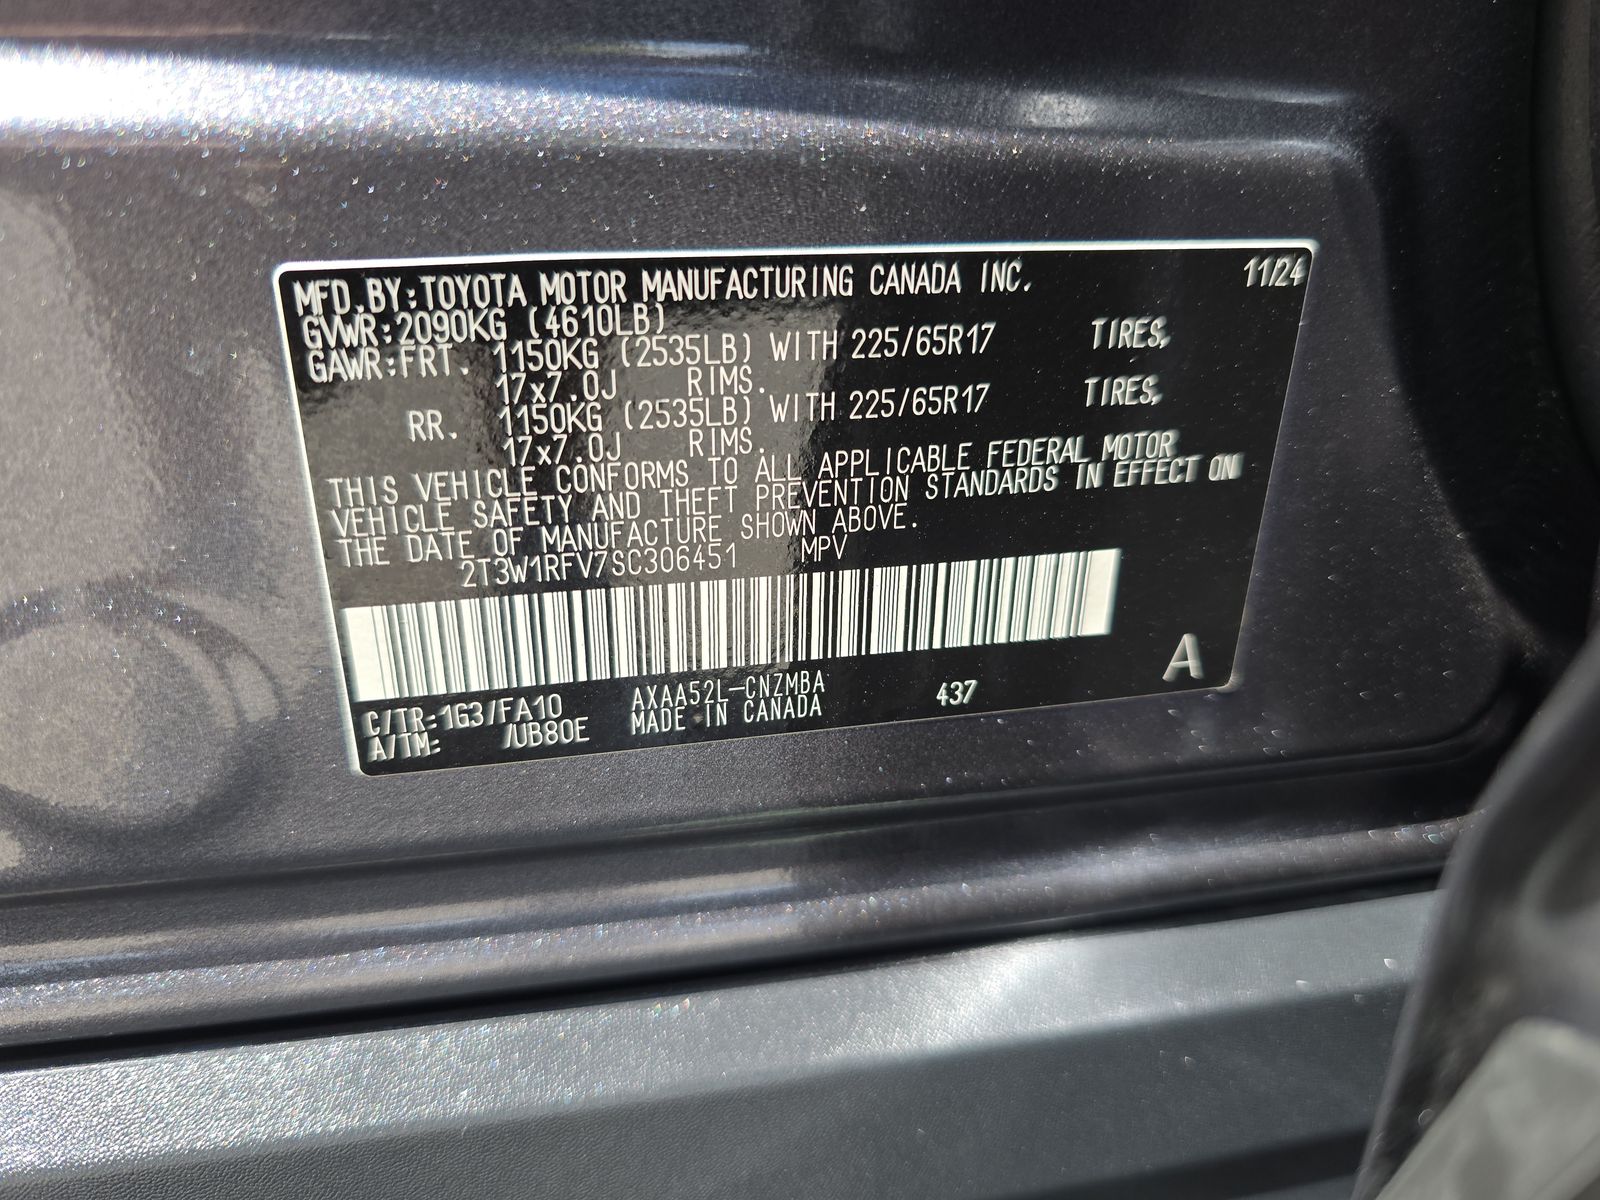 MFD.BY:TOYOTA MOTOR MANUFACTURING CANADA INC. 11/24
GVWR:2090KG (4610LB)
GAWR:FRT. 1150KG (2535LB) WITH 225/65R17 TIRES,
17x7.0J RIMS.
RR. 1150KG (2535LB) WITH 225/65R17 TIRES,
17x7.0J RIMS.
THIS VEHICLE CONFORMS TO ALL APPLICABLE FEDERAL MOTOR
VEHICLE SAFETY AND THEFT PREVENTION STANDARDS IN EFFECT ON
THE DATE OF MANUFACTURE SHOWN ABOVE.
2T3W1RFV7SC306451 MPV
A
C/TR:1G3/FA10 AXAA52L-CNZMBA 437
A/TM: /UB80E MADE IN CANADA